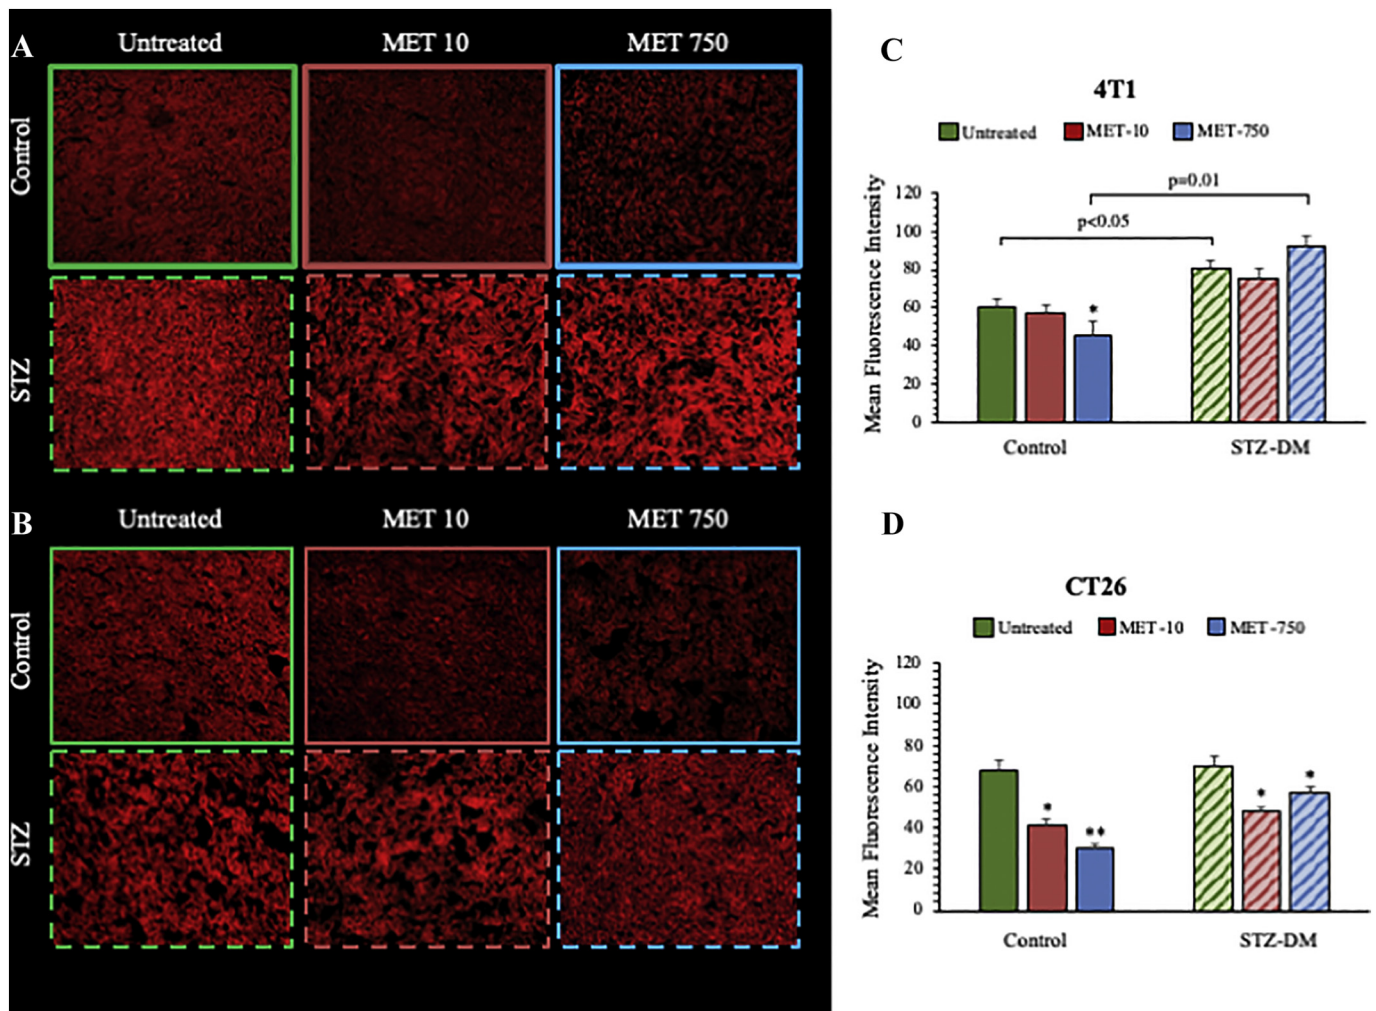 A
Untreated MET 10 MET 750
Control
STZ
B
Untreated MET 10 MET 750
Control
STZ
C
4T1
Untreated MET-10 MET-750
Mean Fluorescence Intensity
120
100
80
60
40
20
0
p<0.05
p=0.01
*
Control STZ-DM
D
CT26
Untreated MET-10 MET-750
Mean Fluorescence Intensity
120
100
80
60
40
20
0
*
**
*
*
Control STZ-DM